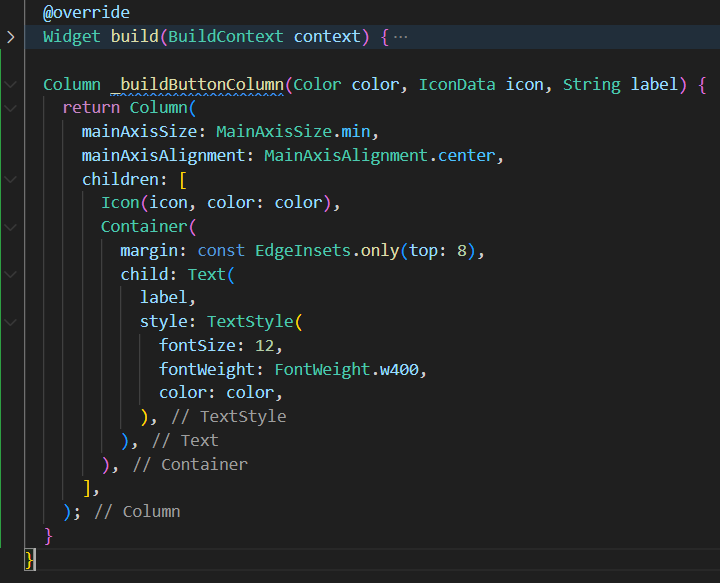 @override
Widget build(BuildContext context) { ...

Column _buildButtonColumn(Color color, IconData icon, String label) {
  return Column(
    mainAxisSize: MainAxisSize.min,
    mainAxisAlignment: MainAxisAlignment.center,
    children: [
      Icon(icon, color: color),
      Container(
        margin: const EdgeInsets.only(top: 8),
        child: Text(
          label,
          style: TextStyle(
            fontSize: 12,
            fontWeight: FontWeight.w400,
            color: color,
          ), // TextStyle
        ), // Text
      ), // Container
    ],
  ); // Column
}
}